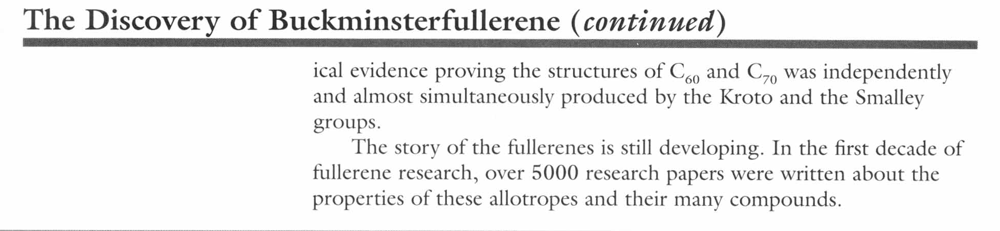 The Discovery of Buckminsterfullerene (continued)
ical evidence proving the structures of C₆₀ and C₇₀ was independently
and almost simultaneously produced by the Kroto and the Smalley
groups.
The story of the fullerenes is still developing. In the first decade of
fullerene research, over 5000 research papers were written about the
properties of these allotropes and their many compounds.